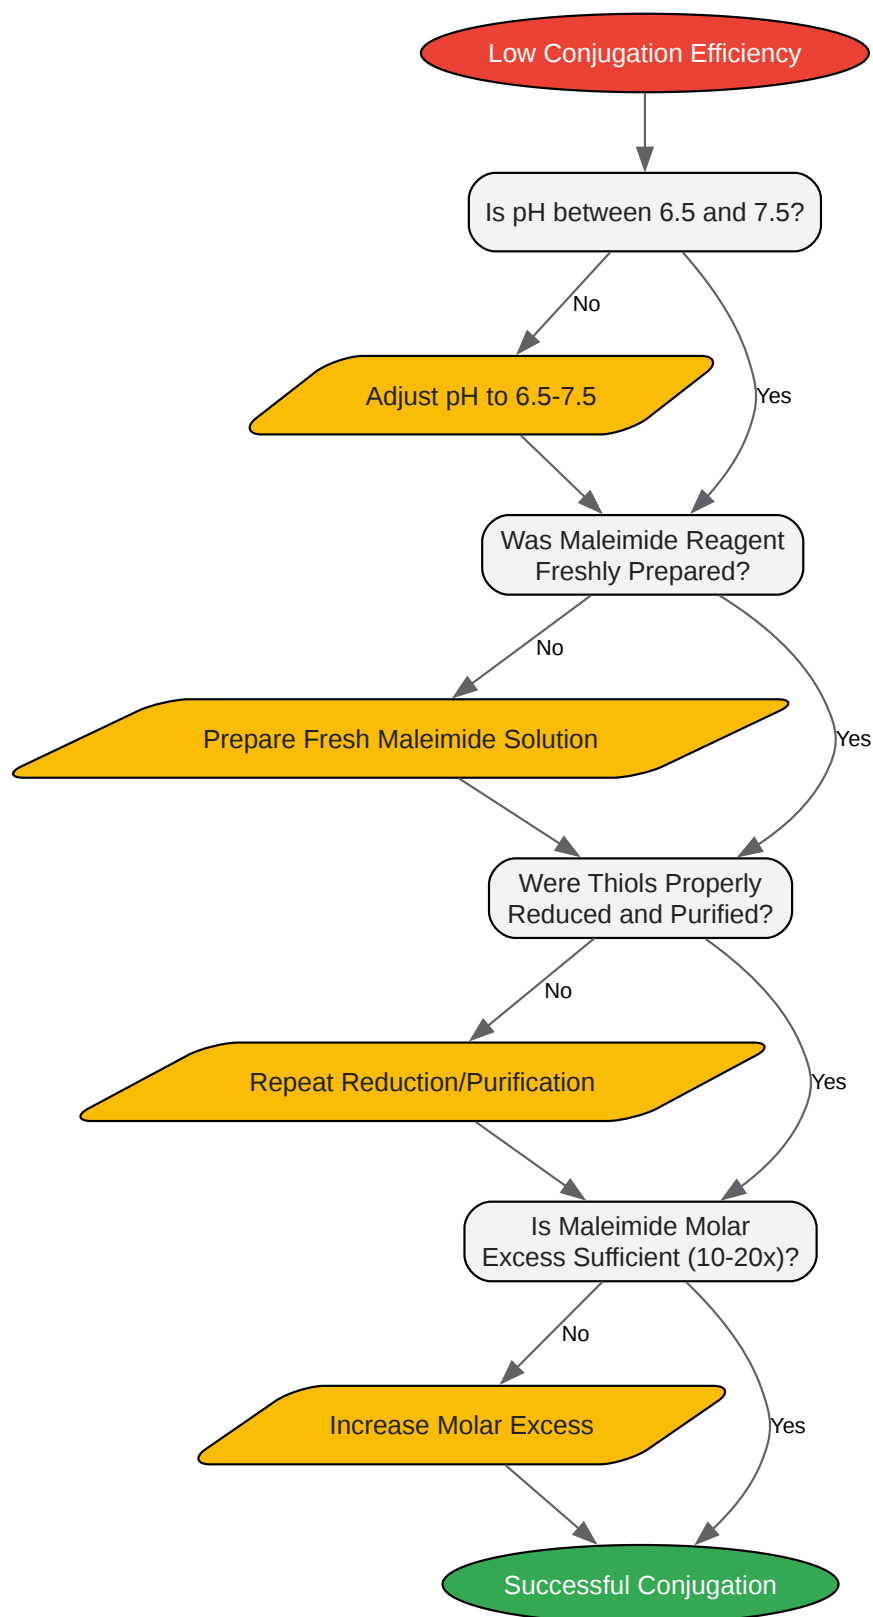 Low Conjugation Efficiency
Is pH between 6.5 and 7.5?
No
Adjust pH to 6.5-7.5
Yes
Was Maleimide Reagent
Freshly Prepared?
No
Prepare Fresh Maleimide Solution
Yes
Were Thiols Properly
Reduced and Purified?
No
Repeat Reduction/Purification
Yes
Is Maleimide Molar
Excess Sufficient (10-20x)?
No
Increase Molar Excess
Yes
Successful Conjugation